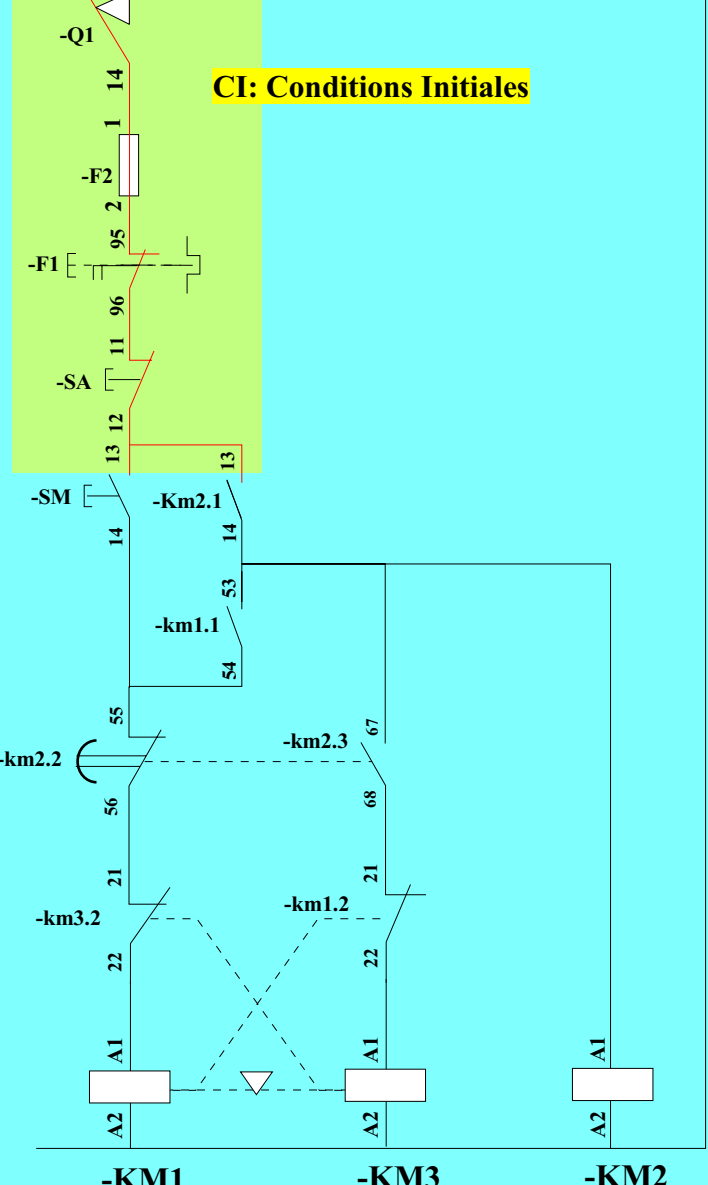 -Q1
14
CI: Conditions Initiales
1
-F2
2
95
-F1
96
11
-SA
12
13
13
-SM
-Km2.1
14
14
53
-km1.1
54
55
67
-km2.3
-km2.2
56
68
21
21
-km3.2
-km1.2
22
22
A1
A1
A1
A2
A2
A2
-KM1
-KM3
-KM2